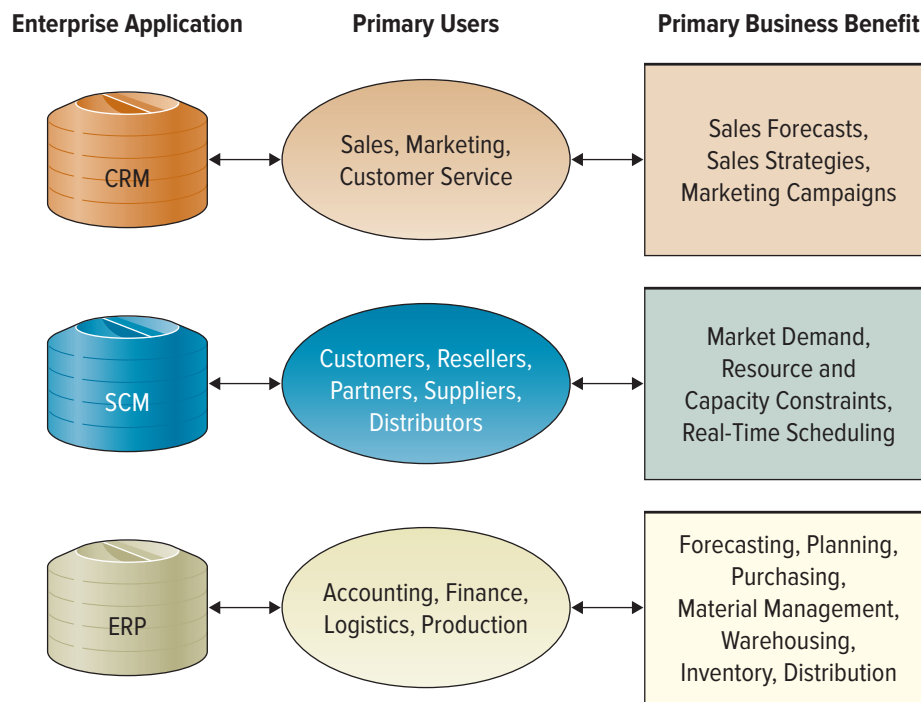 Enterprise Application
Primary Users
Primary Business Benefit
CRM
Sales, Marketing,
Customer Service
Sales Forecasts,
Sales Strategies,
Marketing Campaigns
SCM
Customers, Resellers,
Partners, Suppliers,
Distributors
Market Demand,
Resource and
Capacity Constraints,
Real-Time Scheduling
ERP
Accounting, Finance,
Logistics, Production
Forecasting, Planning,
Purchasing,
Material Management,
Warehousing,
Inventory, Distribution